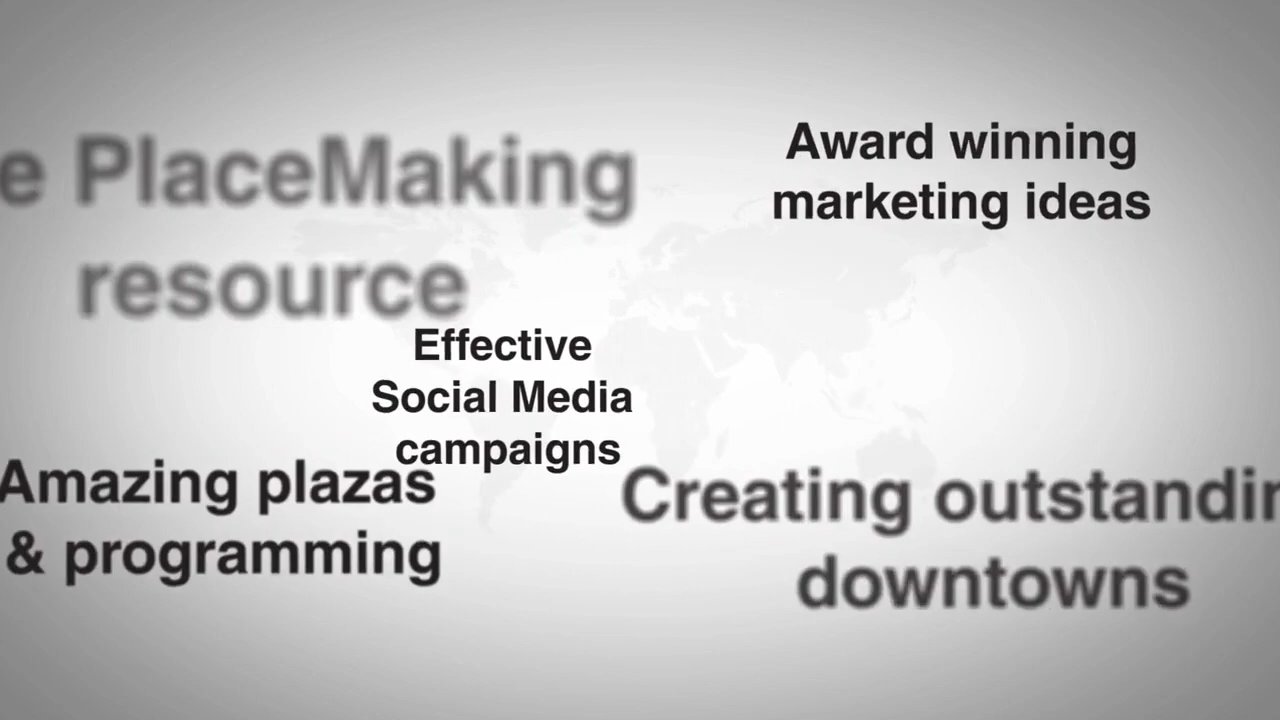 e PlaceMaking
resource
Award winning
marketing ideas
Effective
Social Media
campaigns
Amazing plazas
& programming
Creating outstandin
downtowns